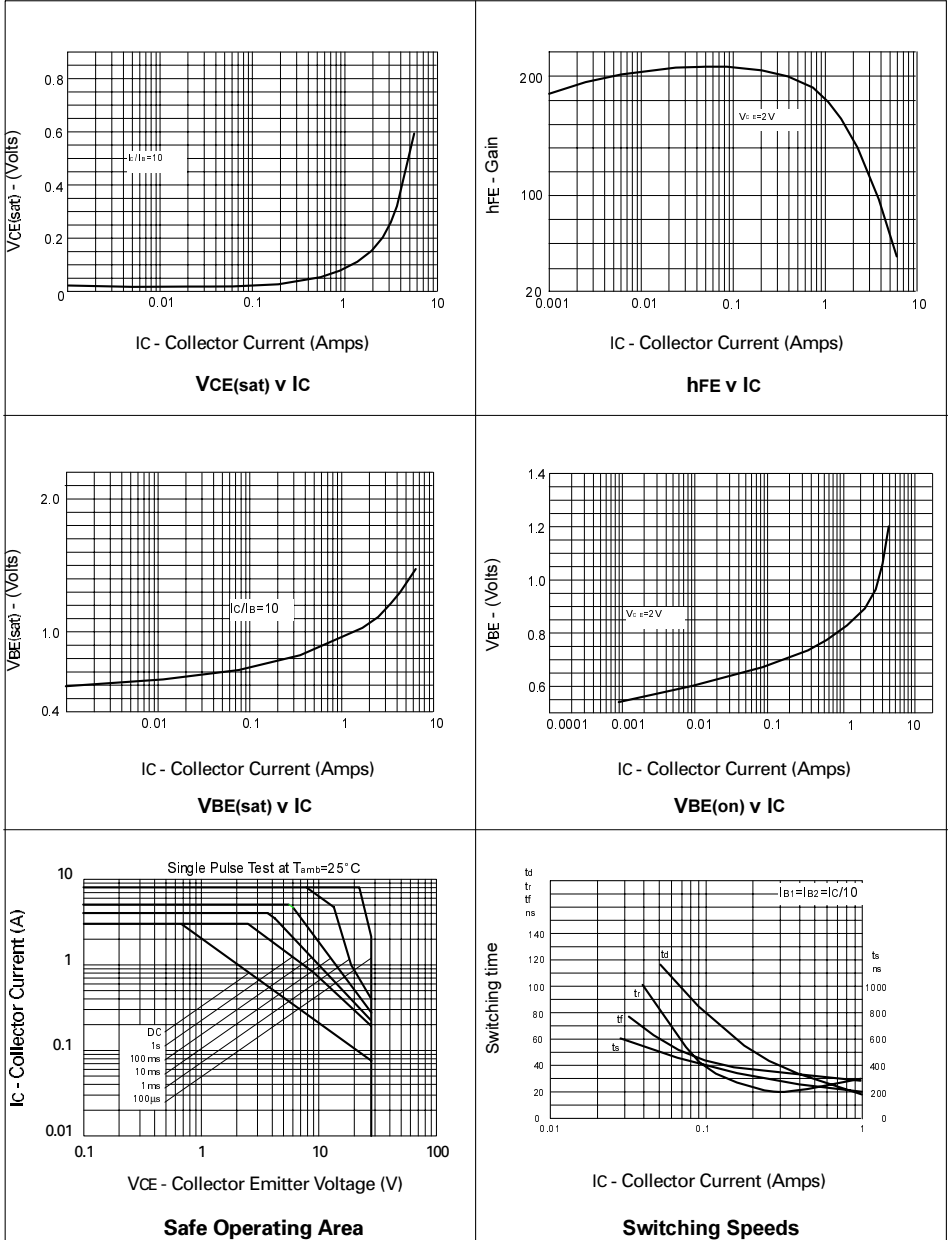 VCE(sat) - (Volts)
0.8
0.6
0.4
0.2
0
IC/IB=10
0.01
0.1
1
10
IC - Collector Current (Amps)
VCE(sat) v IC
hFE - Gain
200
100
20
VCE=2V
0.001
0.01
0.1
1
10
IC - Collector Current (Amps)
hFE v IC
VBE(sat) - (Volts)
2.0
1.0
0.4
IC/IB=10
0.01
0.1
1
10
IC - Collector Current (Amps)
VBE(sat) v IC
VBE - (Volts)
1.4
1.2
1.0
0.8
0.6
VCE=2V
0.0001
0.001
0.01
0.1
1
10
IC - Collector Current (Amps)
VBE(on) v IC
Single Pulse Test at Tamb=25°C
IC - Collector Current (A)
10
1
0.1
0.01
DC
1s
100ms
10ms
1ms
100µs
0.1
1
10
100
VCE - Collector Emitter Voltage (V)
Safe Operating Area
Switching time
td
tr
tf
ns
140
120
100
80
60
40
20
0
IB1=IB2=IC/10
td
tr
tf
ts
ts
ns
1000
800
600
400
200
0
0.01
0.1
1
IC - Collector Current (Amps)
Switching Speeds